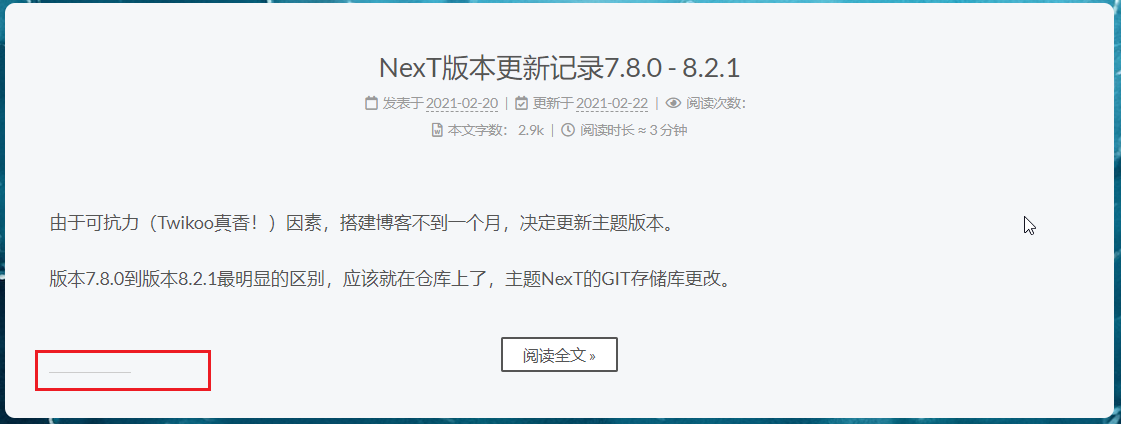 NexT版本更新记录7.8.0 - 8.2.1
发表于 2021-02-20 | 更新于 2021-02-22 | 阅读次数：
本文字数： 2.9k | 阅读时长 ≈ 3 分钟
由于可抗力（Twikoo真香！）因素，搭建博客不到一个月，决定更新主题版本。
版本7.8.0到版本8.2.1最明显的区别，应该就在仓库上了，主题NexT的GIT存储库更改。
阅读全文 »